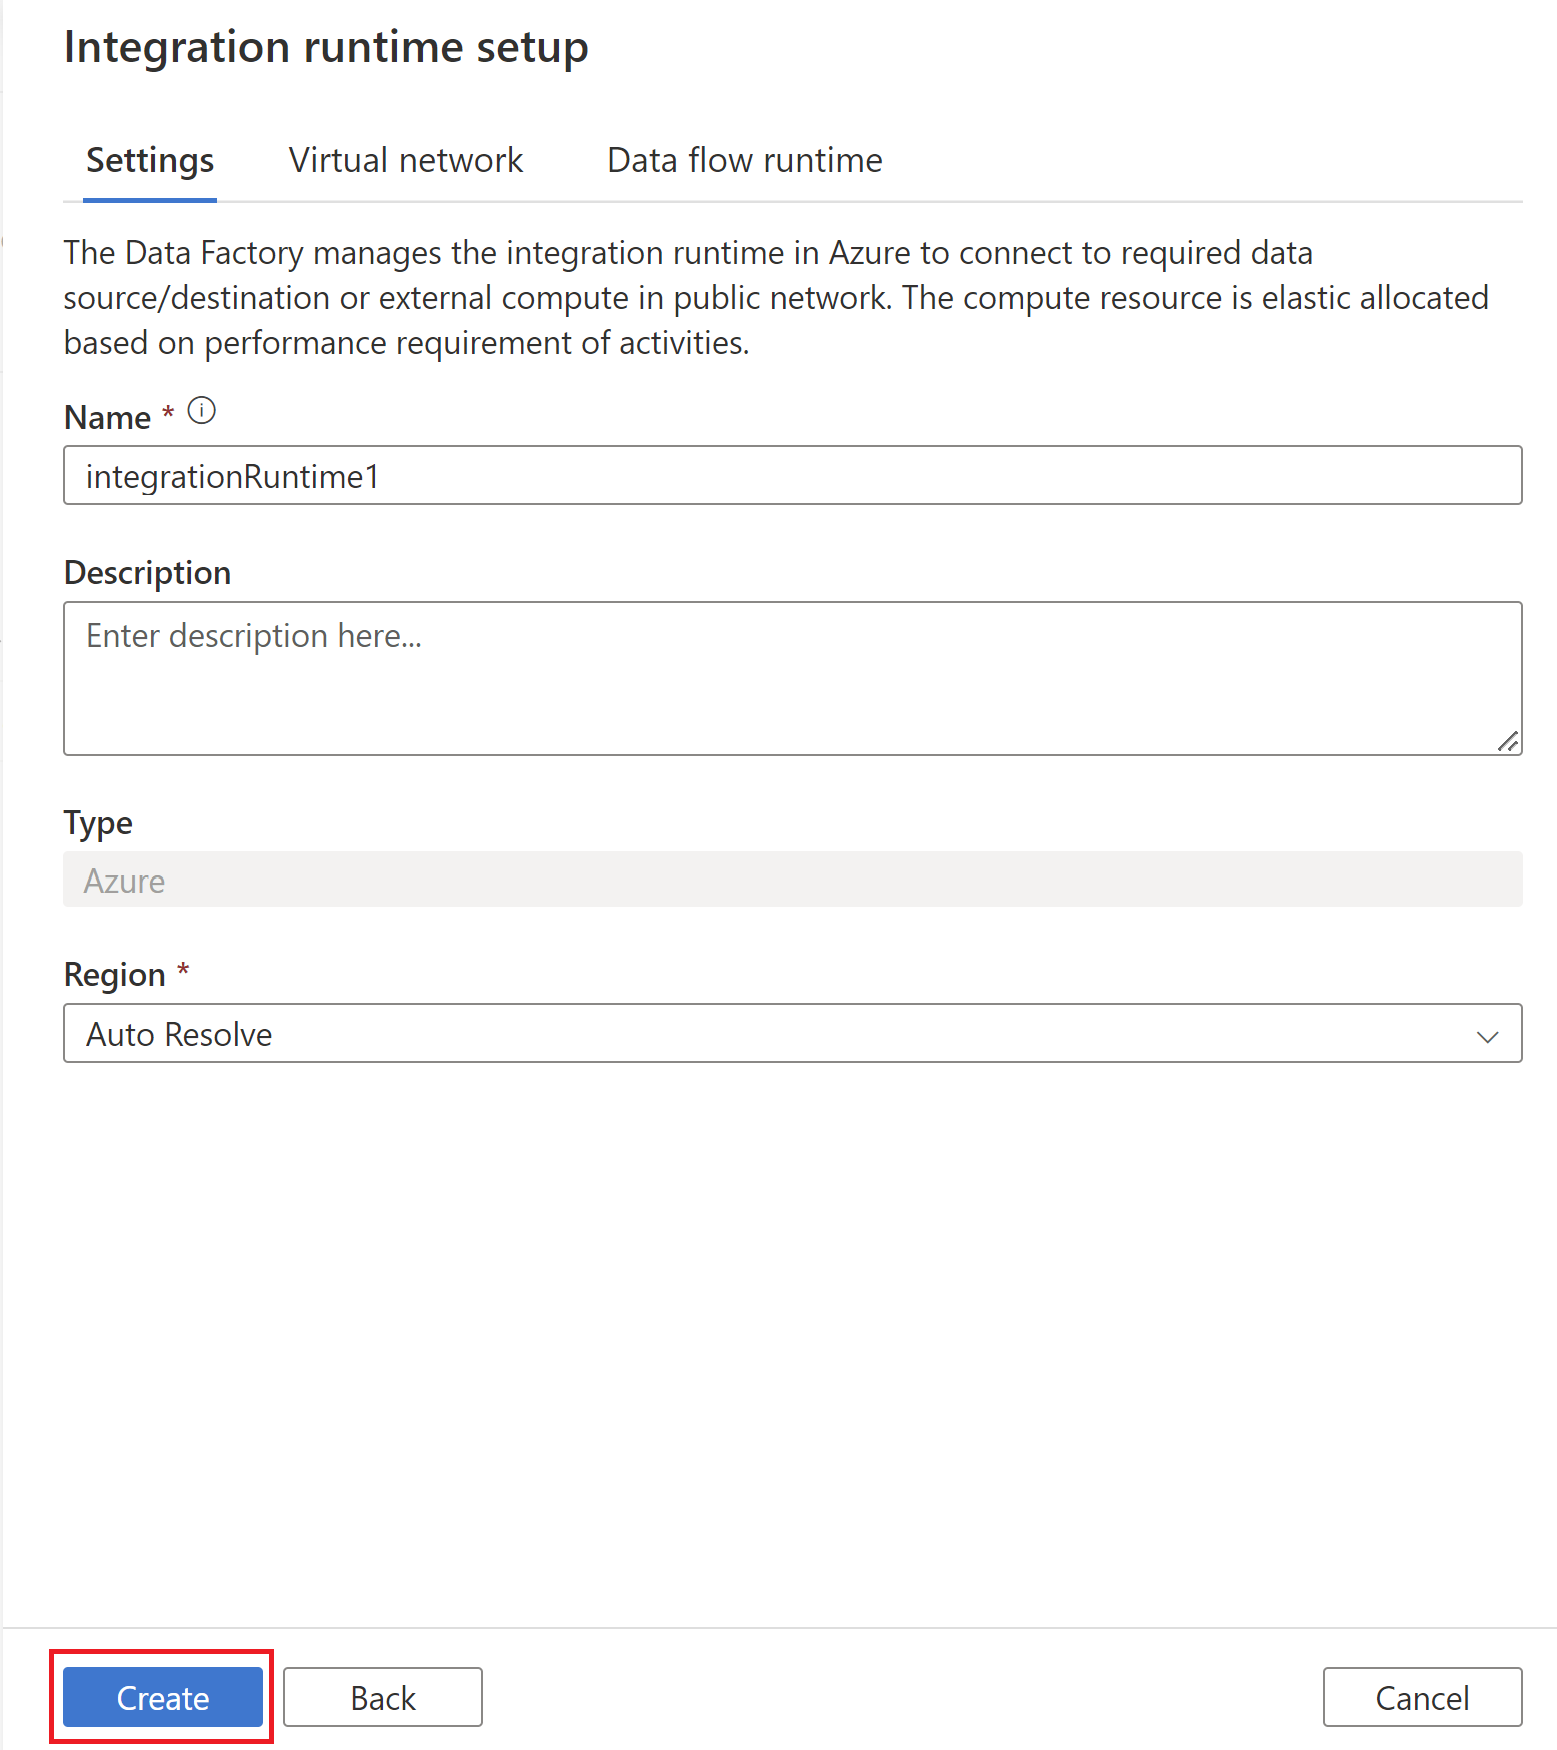 Integration runtime setup
Settings Virtual network Data flow runtime
The Data Factory manages the integration runtime in Azure to connect to required data
source/destination or external compute in public network. The compute resource is elastic allocated
based on performance requirement of activities.
Name *
integrationRuntime1
Description
Enter description here...
Type
Azure
Region *
Auto Resolve
Create Back Cancel